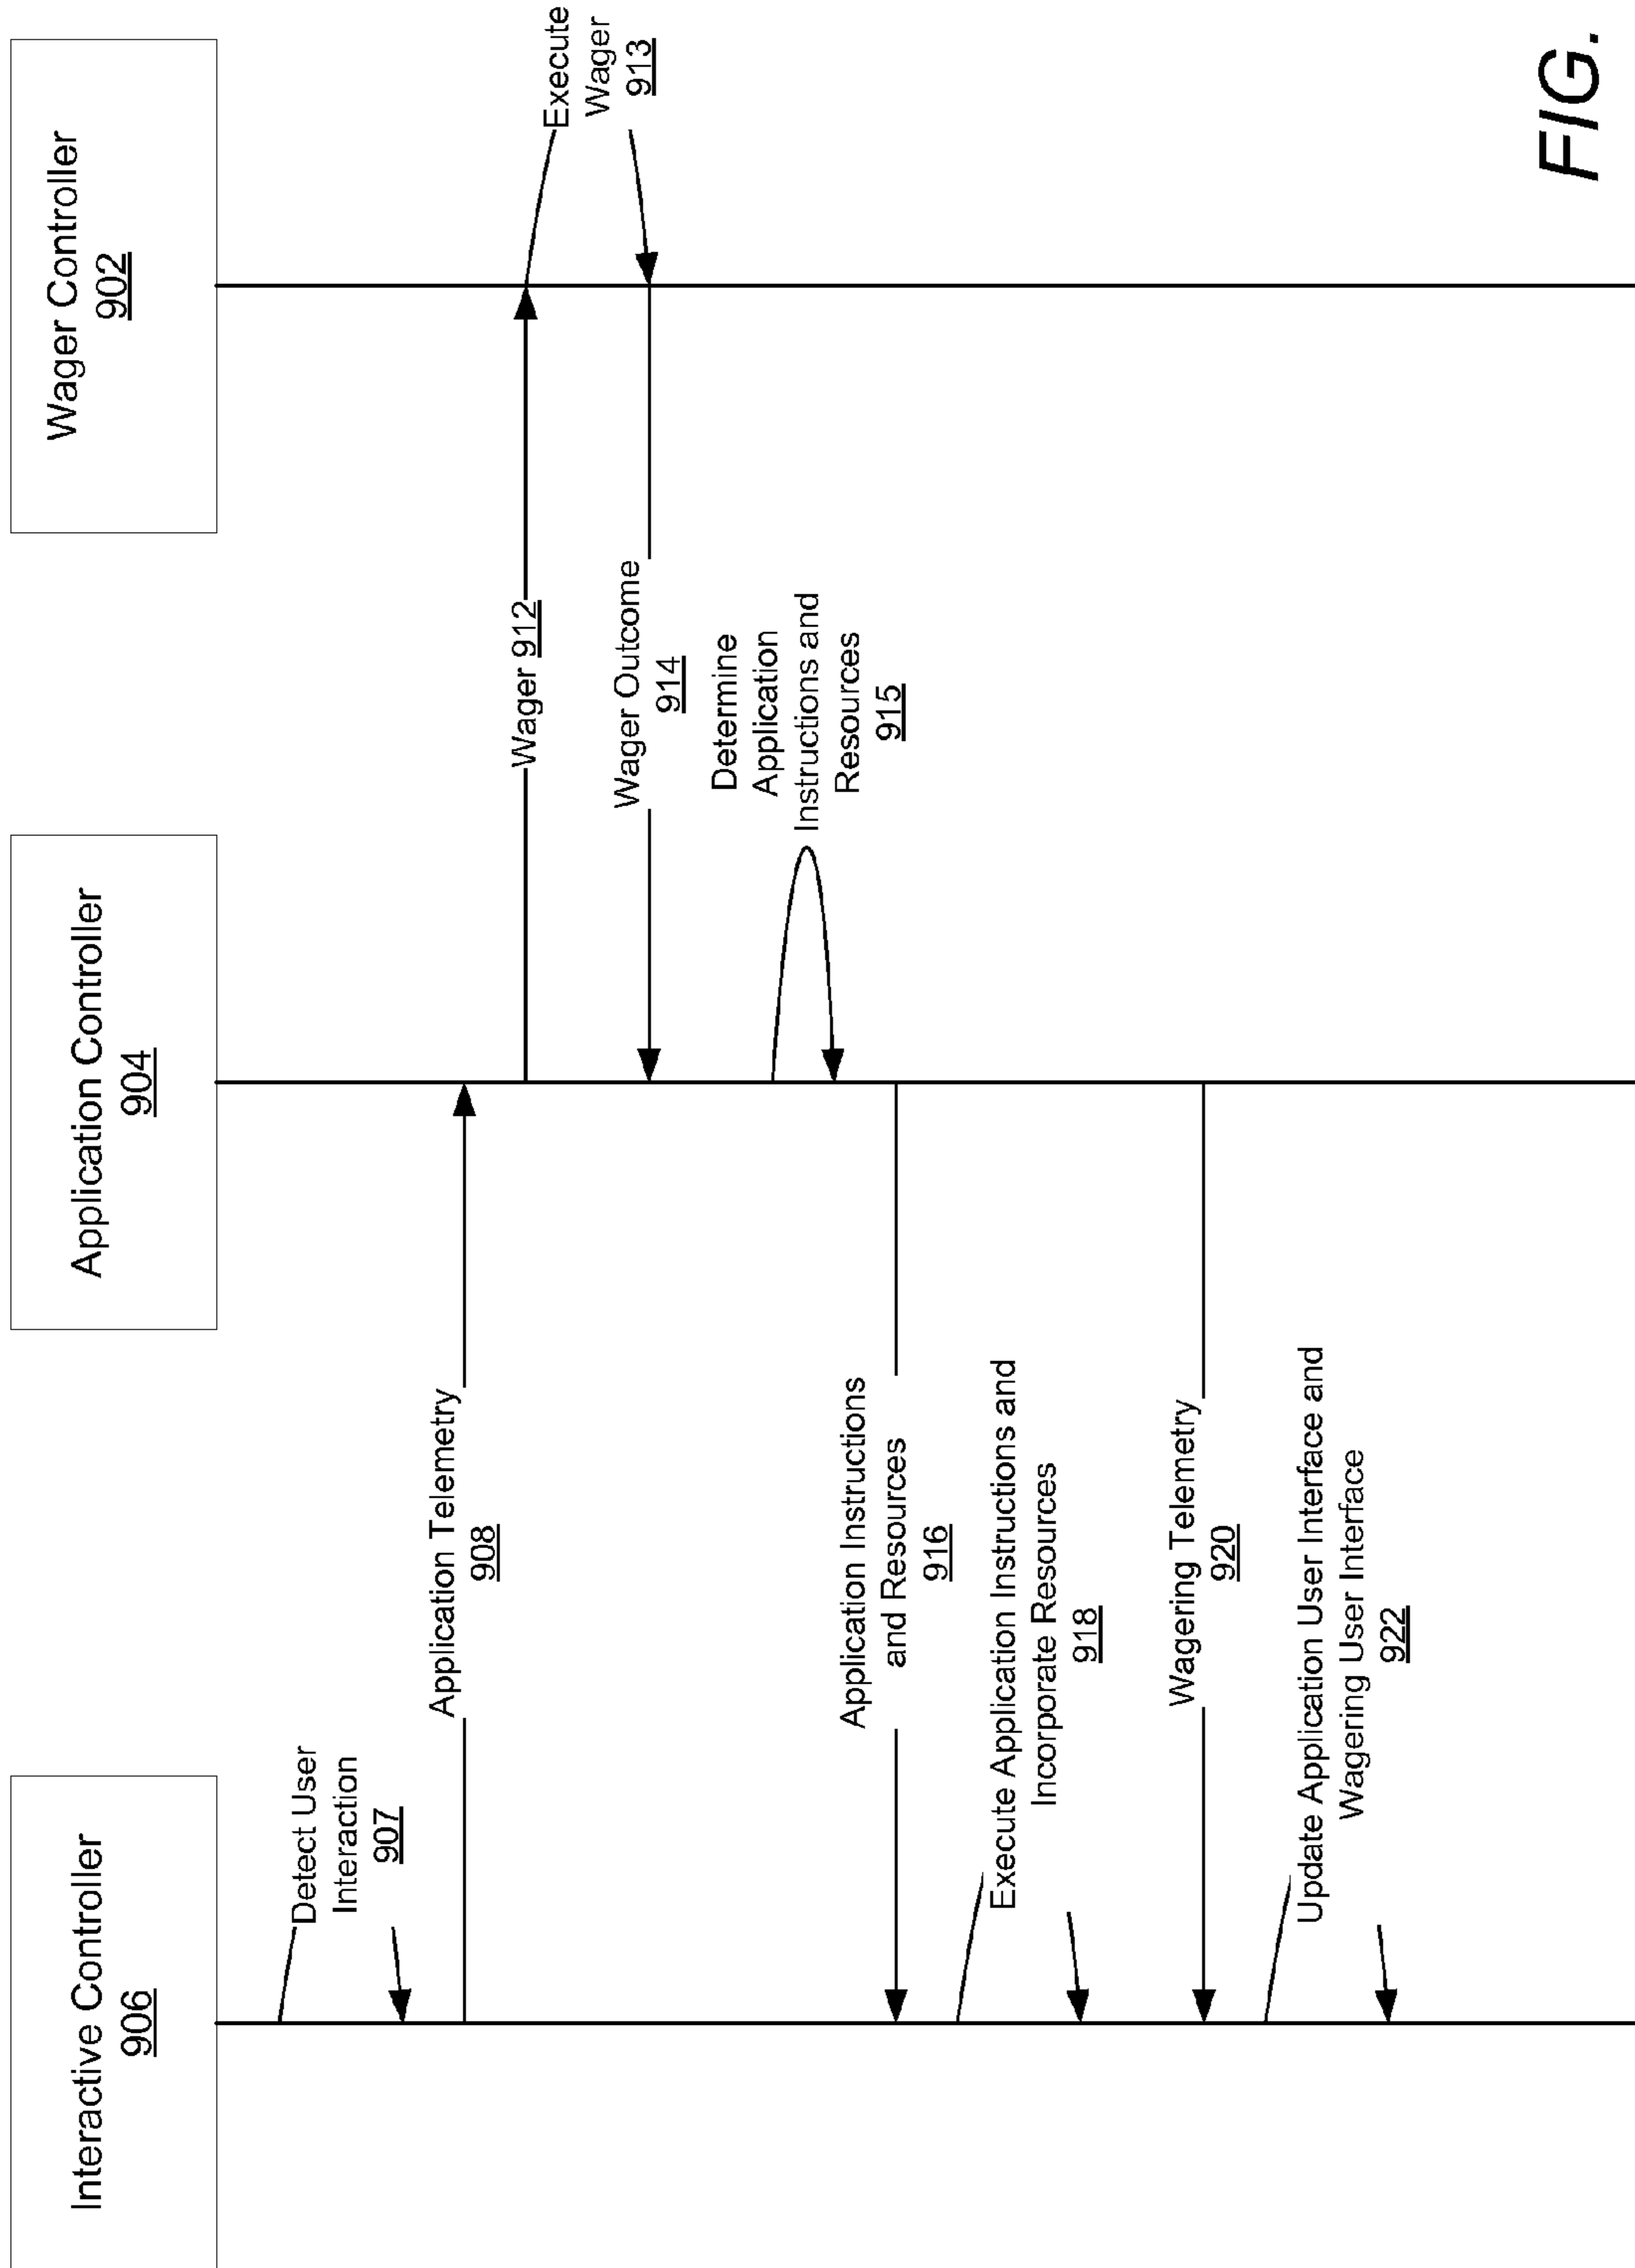 Interactive Controller
906
Application Controller
904
Wager Controller
902
Detect User
Interaction
907
Application Telemetry
908
Wager 912
Execute
Wager
913
Wager Outcome
914
Determine
Application
Instructions and
Resources
915
Application Instructions
and Resources
916
Execute Application Instructions and
Incorporate Resources
918
Wagering Telemetry
920
Update Application User Interface and
Wagering User Interface
922
FIG.